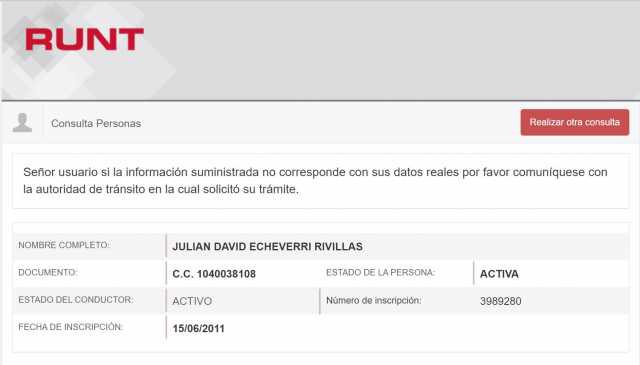 RUNT
Consulta Personas
Realizar otra consulta
Señor usuario si la información suministrada no corresponde con sus datos reales por favor comuníquese con
la autoridad de tránsito en la cual solicitó su trámite.
NOMBRE COMPLETO: JULIAN DAVID ECHEVERRI RIVILLAS
DOCUMENTO: C.C. 1040038108 ESTADO DE LA PERSONA: ACTIVA
ESTADO DEL CONDUCTOR: ACTIVO Número de inscripción: 3989280
FECHA DE INSCRIPCIÓN: 15/06/2011